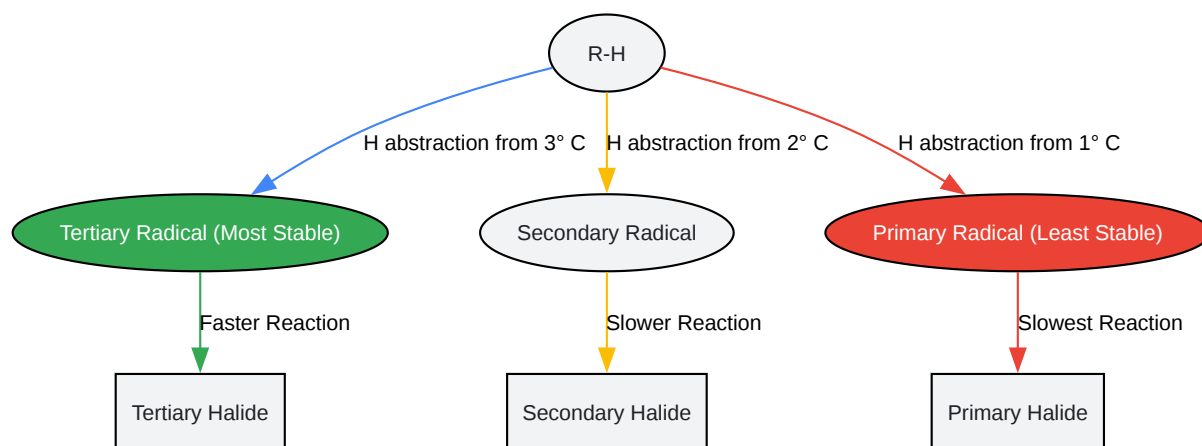 R-H
H abstraction from 3° C
H abstraction from 2° C
H abstraction from 1° C
Tertiary Radical (Most Stable)
Secondary Radical
Primary Radical (Least Stable)
Faster Reaction
Slower Reaction
Slowest Reaction
Tertiary Halide
Secondary Halide
Primary Halide